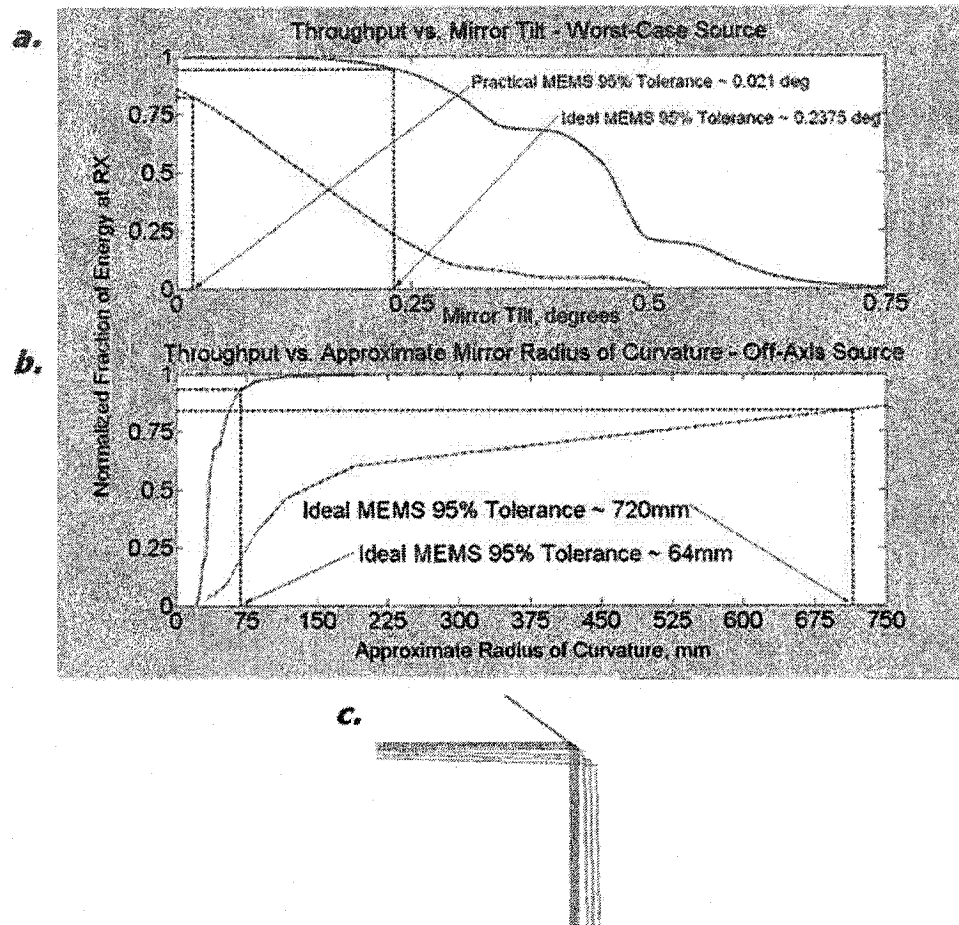 a.
Throughput vs. Mirror Tilt - Worst-Case Source
Normalized Fraction of Energy at RX
1
0.75
0.5
0.25
0
Practical MEMS 95% Tolerance ~ 0.021 deg
Ideal MEMS 95% Tolerance ~ 0.2375 deg
0 0.25 0.5 0.75
Mirror Tilt, degrees
b.
Throughput vs. Approximate Mirror Radius of Curvature - Off-Axis Source
1
0.75
0.5
0.25
0
Ideal MEMS 95% Tolerance ~ 720mm
Ideal MEMS 95% Tolerance ~ 64mm
0 75 150 225 300 375 450 525 600 675 750
Approximate Radius of Curvature, mm
c.